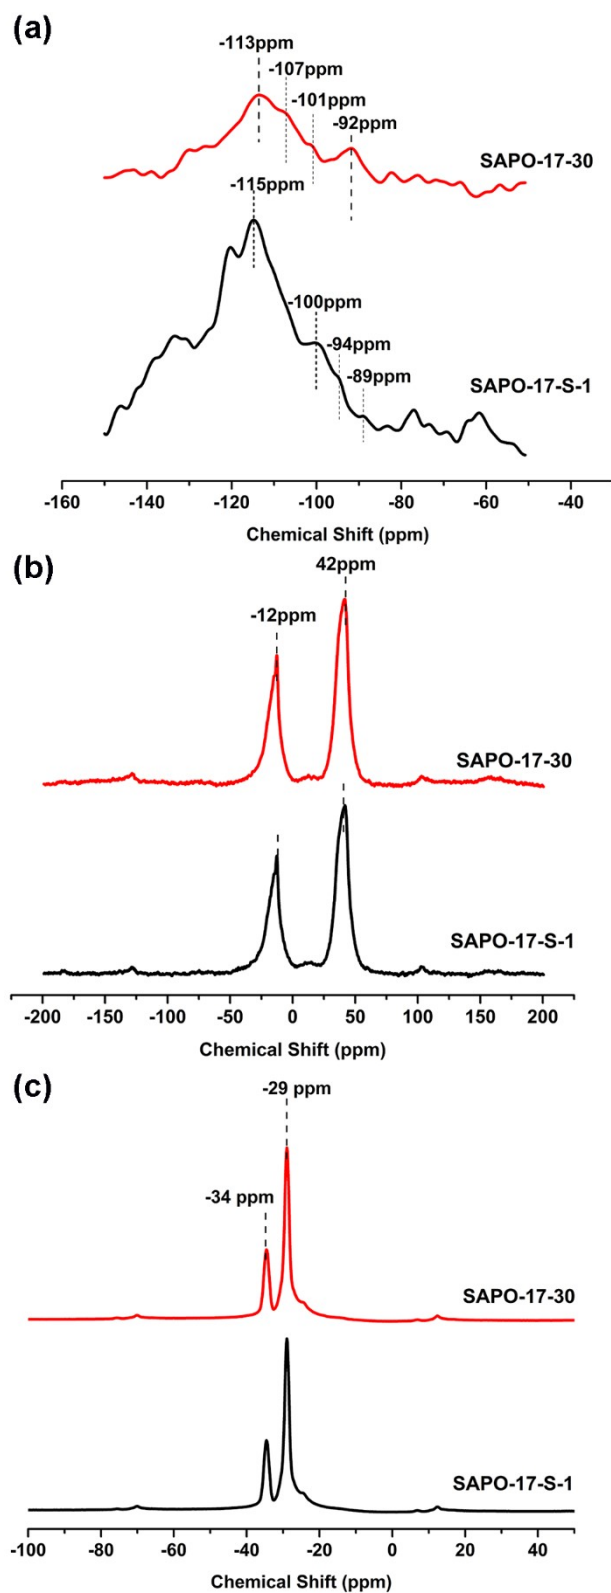 (a)
-113ppm
-107ppm
-101ppm
-92ppm
SAPO-17-30
-115ppm
-100ppm
-94ppm
-89ppm
SAPO-17-S-1
-160 -140 -120 -100 -80 -60 -40
Chemical Shift (ppm)
(b)
42ppm
-12ppm
SAPO-17-30
SAPO-17-S-1
-200 -150 -100 -50 0 50 100 150 200
Chemical Shift (ppm)
(c)
-29 ppm
-34 ppm
SAPO-17-30
SAPO-17-S-1
-100 -80 -60 -40 -20 0 20 40
Chemical Shift (ppm)